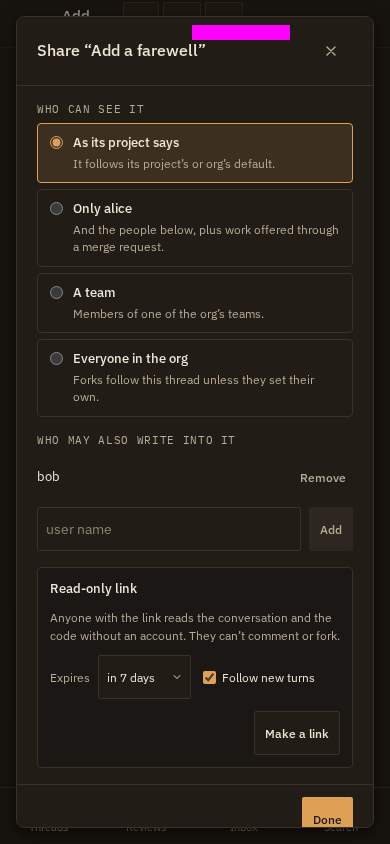 Add
Share “Add a farewell”
WHO CAN SEE IT
As its project says
It follows its project’s or org’s default.
Only alice
And the people below, plus work offered through
a merge request.
A team
Members of one of the org’s teams.
Everyone in the org
Forks follow this thread unless they set their
own.
WHO MAY ALSO WRITE INTO IT
bob
Remove
user name
Add
Read-only link
Anyone with the link reads the conversation and the
code without an account. They can’t comment or fork.
Expires
in 7 days
Follow new turns
Make a link
Done
Threads
Reviews
Inbox
Search